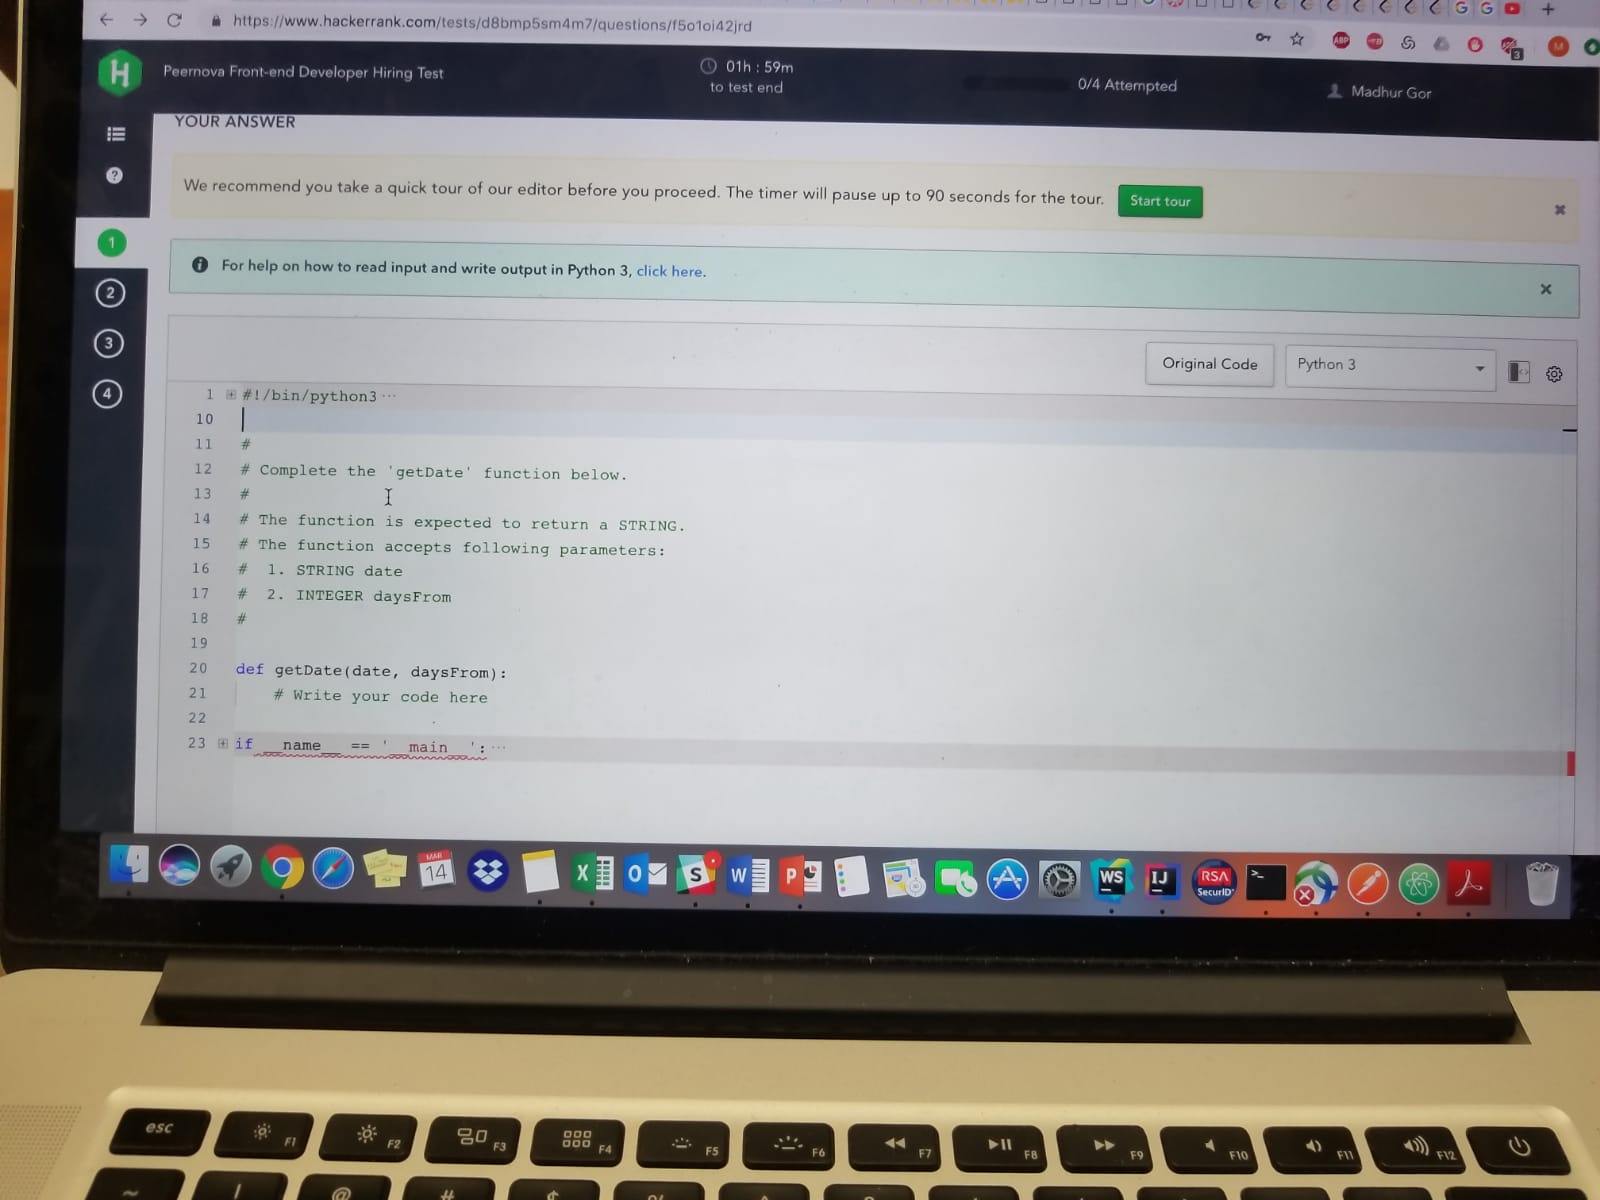 https://www.hackerrank.com/tests/d8bmp5sm4m7/questions/f5o1oi42jrd
ABP
3
M
H
Peernova Front-end Developer Hiring Test
01h : 59m
to test end
0/4 Attempted
Madhur Gor
YOUR ANSWER
We recommend you take a quick tour of our editor before you proceed. The timer will pause up to 90 seconds for the tour.
Start tour
1
2
3
4
For help on how to read input and write output in Python 3, click here.
Original Code
Python 3
1 #!/bin/python3 ...
10
11 #
12 # Complete the 'getDate' function below.
13 #
14 # The function is expected to return a STRING.
15 # The function accepts following parameters:
16 # 1. STRING date
17 # 2. INTEGER daysFrom
18 #
19
20 def getDate(date, daysFrom):
21 # Write your code here
22
23 if __name__ == '__main__': ...
MAR
14
X
O
S
W
P
WS
IJ
RSA
SecurID
>_
esc
F1
F2
F3
F4
F5
F6
F7
F8
F9
F10
F11
F12
~
!
@
#